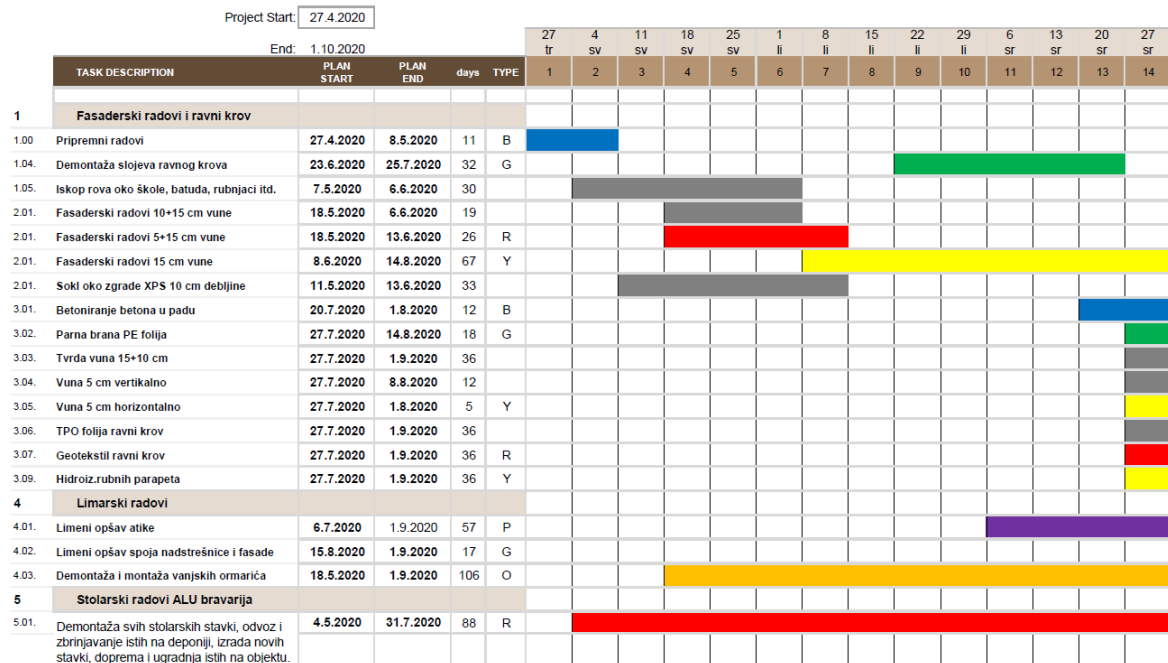 Project Start: 27.4.2020
End: 1.10.2020
27 4 11 18 25 1 8 15 22 29 6 13 20 27
tr sv sv sv sv li li li li li sr sr sr sr
TASK DESCRIPTION PLAN START PLAN END days TYPE 1 2 3 4 5 6 7 8 9 10 11 12 13 14
1 Fasaderski radovi i ravni krov
1.00 Pripremni radovi 27.4.2020 8.5.2020 11 B
1.04. Demontaža slojeva ravnog krova 23.6.2020 25.7.2020 32 G
1.05. Iskop rova oko škole, batuda, rubnjaci itd. 7.5.2020 6.6.2020 30
2.01. Fasaderski radovi 10+15 cm vune 18.5.2020 6.6.2020 19
2.01. Fasaderski radovi 5+15 cm vune 18.5.2020 13.6.2020 26 R
2.01. Fasaderski radovi 15 cm vune 8.6.2020 14.8.2020 67 Y
2.01. Sokl oko zgrade XPS 10 cm debljine 11.5.2020 13.6.2020 33
3.01. Betoniranje betona u padu 20.7.2020 1.8.2020 12 B
3.02. Parna brana PE folija 27.7.2020 14.8.2020 18 G
3.03. Tvrda vuna 15+10 cm 27.7.2020 1.9.2020 36
3.04. Vuna 5 cm vertikalno 27.7.2020 8.8.2020 12
3.05. Vuna 5 cm horizontalno 27.7.2020 1.8.2020 5 Y
3.06. TPO folija ravni krov 27.7.2020 1.9.2020 36
3.07. Geotekstil ravni krov 27.7.2020 1.9.2020 36 R
3.09. Hidroiz.rubnih parapeta 27.7.2020 1.9.2020 36 Y
4 Limarski radovi
4.01. Limeni opšav atike 6.7.2020 1.9.2020 57 P
4.02. Limeni opšav spoja nadstrešnice i fasade 15.8.2020 1.9.2020 17 G
4.03. Demontaža i montaža vanjskih ormarića 18.5.2020 1.9.2020 106 O
5 Stolarski radovi ALU bravarija
5.01. Demontaža svih stolarskih stavki, odvoz i 4.5.2020 31.7.2020 88 R
zbrinjavanje istih na deponiji, izrada novih
stavki, doprema i ugradnja istih na objektu.